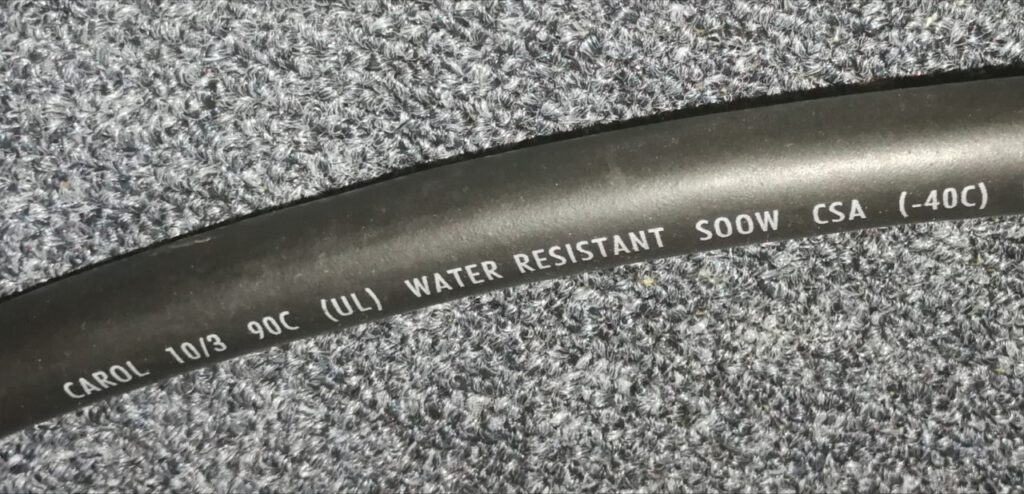 CAROL 10/3 90C (UL) WATER RESISTANT SOOW CSA (-40C)